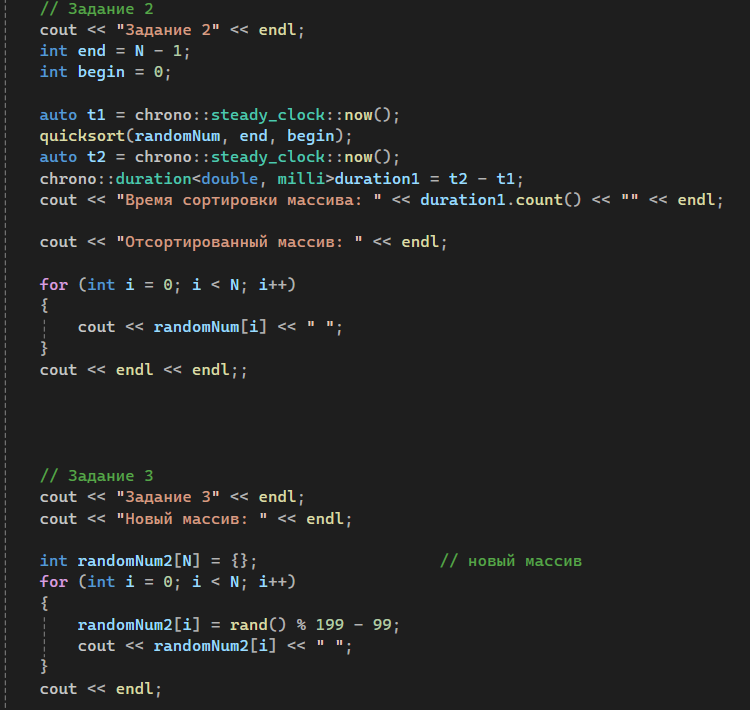 // Задание 2
cout << "Задание 2" << endl;
int end = N - 1;
int begin = 0;
auto t1 = chrono::steady_clock::now();
quicksort(randomNum, end, begin);
auto t2 = chrono::steady_clock::now();
chrono::duration<double, milli>duration1 = t2 - t1;
cout << "Время сортировки массива: " << duration1.count() << "" << endl;
cout << "Отсортированный массив: " << endl;
for (int i = 0; i < N; i++)
{
cout << randomNum[i] << " ";
}
cout << endl << endl;;
// Задание 3
cout << "Задание 3" << endl;
cout << "Новый массив: " << endl;
int randomNum2[N] = {}; // новый массив
for (int i = 0; i < N; i++)
{
randomNum2[i] = rand() % 199 - 99;
cout << randomNum2[i] << " ";
}
cout << endl;